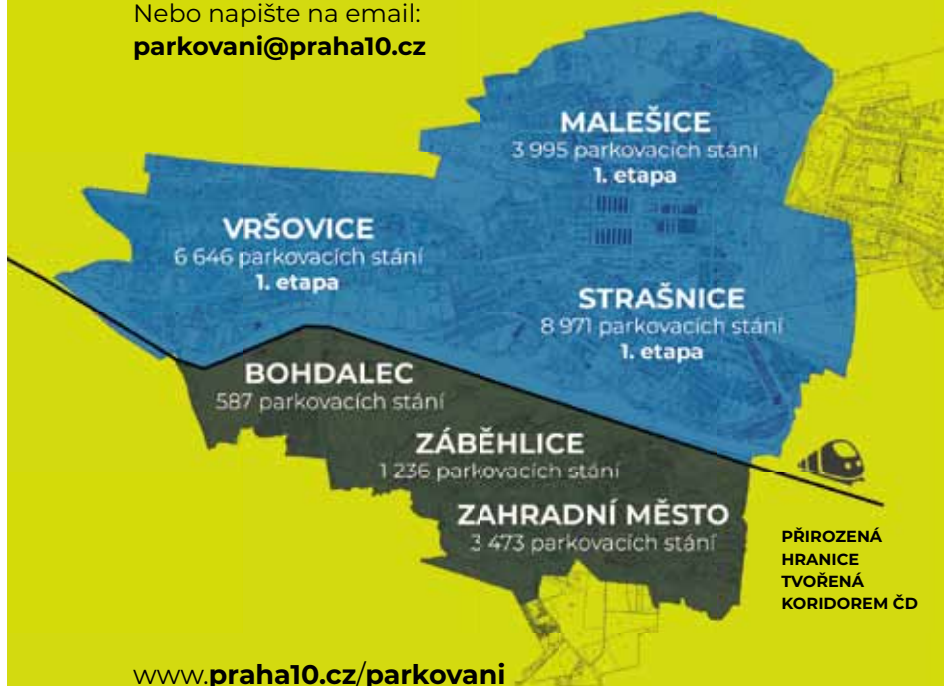 Nebo napište na email:
parkovani@praha10.cz
MALEŠICE
3 995 parkovacích stání
1. etapa
VRŠOVICE
6 646 parkovacích stání
1. etapa
STRAŠNICE
8 971 parkovacích stání
1. etapa
BOHDALEC
587 parkovacích stání
ZÁBĚHLICE
1 236 parkovacích stání
ZAHRADNÍ MĚSTO
3 473 parkovacích stání
PŘIROZENÁ
HRANICE
TVOŘENÁ
KORIDOREM ČD
www.praha10.cz/parkovani